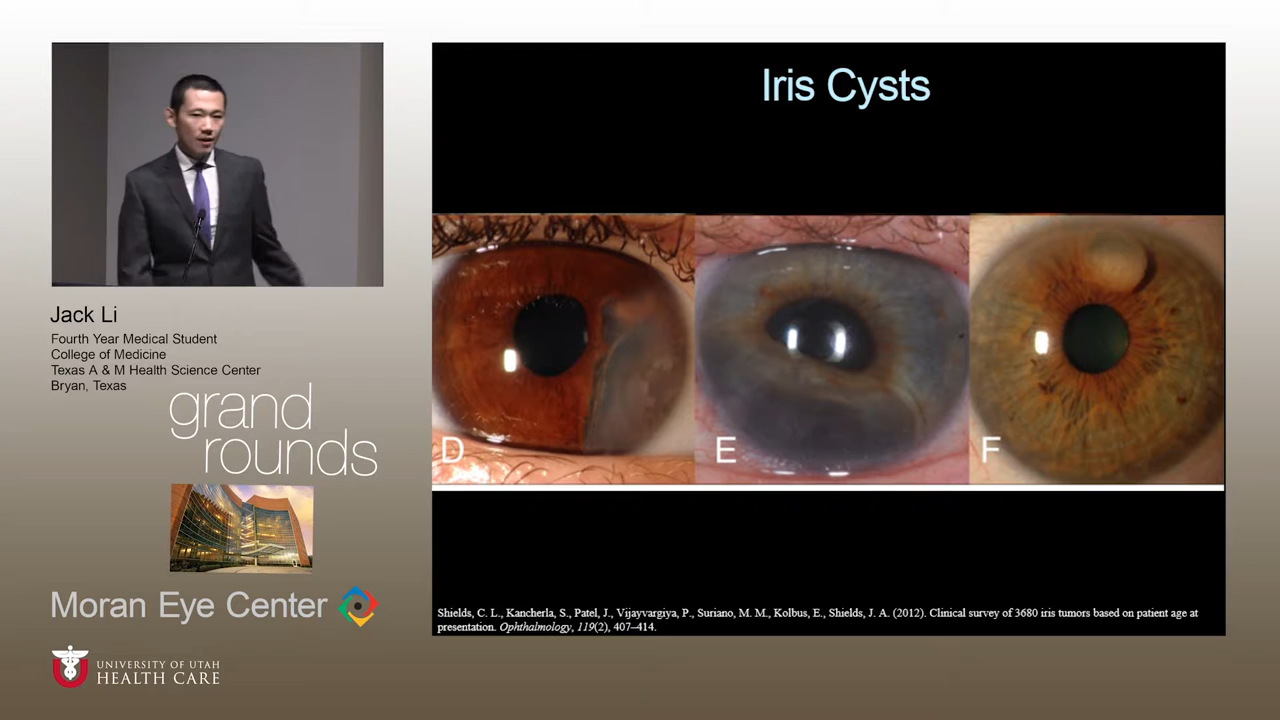 Iris Cysts
D
E
F
Shields, C. L., Kancherla, S., Patel, J., Vijayvargiya, P., Suriano, M. M., Kolbus, E., Shields, J. A. (2012). Clinical survey of 3680 iris tumors based on patient age at
presentation. Ophthalmology, 119(2), 407–414.
Jack Li
Fourth Year Medical Student
College of Medicine
Texas A & M Health Science Center
Bryan, Texas
grand
rounds
Moran Eye Center
U
UNIVERSITY OF UTAH
HEALTH CARE